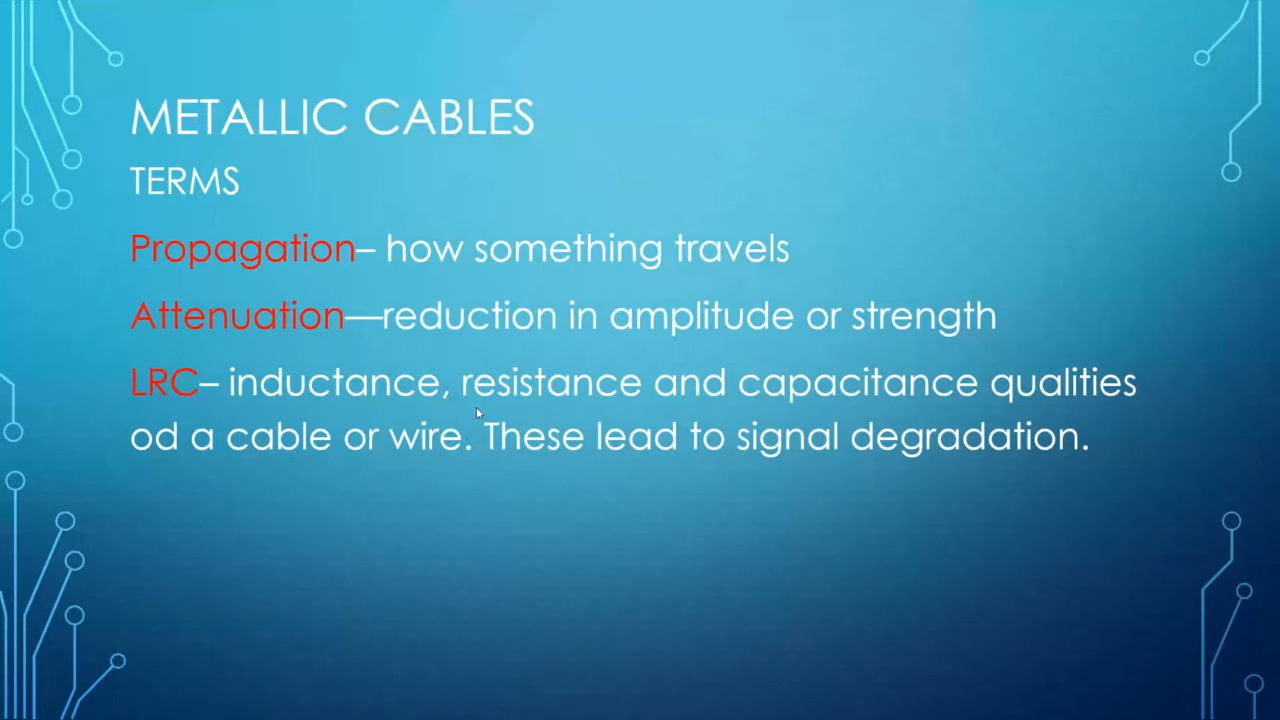 METALLIC CABLES
TERMS
Propagation– how something travels
Attenuation—reduction in amplitude or strength
LRC– inductance, resistance and capacitance qualities
od a cable or wire. These lead to signal degradation.